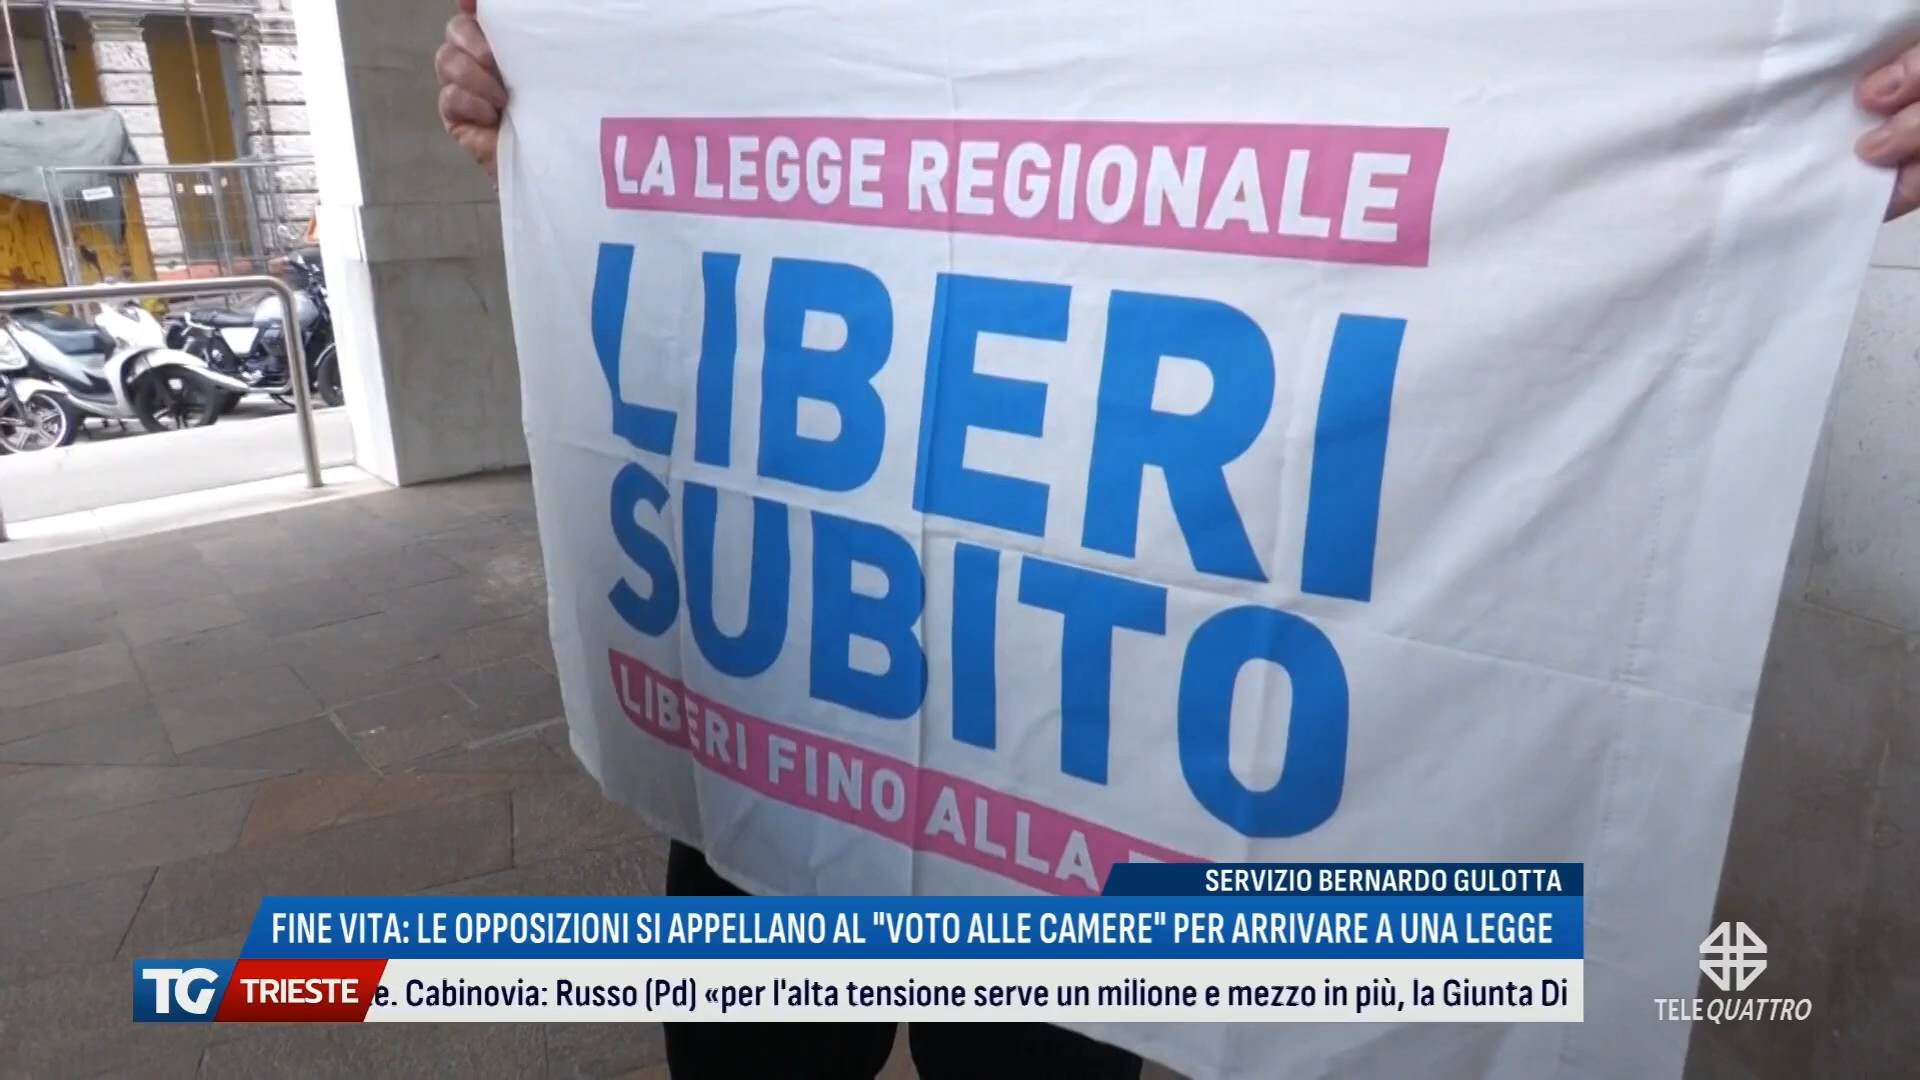 LA LEGGE REGIONALE
LIBERI
SUBITO
LIBERI FINO ALLA
SERVIZIO BERNARDO GULOTTA
FINE VITA: LE OPPOSIZIONI SI APPELLANO AL "VOTO ALLE CAMERE" PER ARRIVARE A UNA LEGGE
TG TRIESTE e. Cabinovia: Russo (Pd) «per l'alta tensione serve un milione e mezzo in più, la Giunta Di
TELEQUATTRO